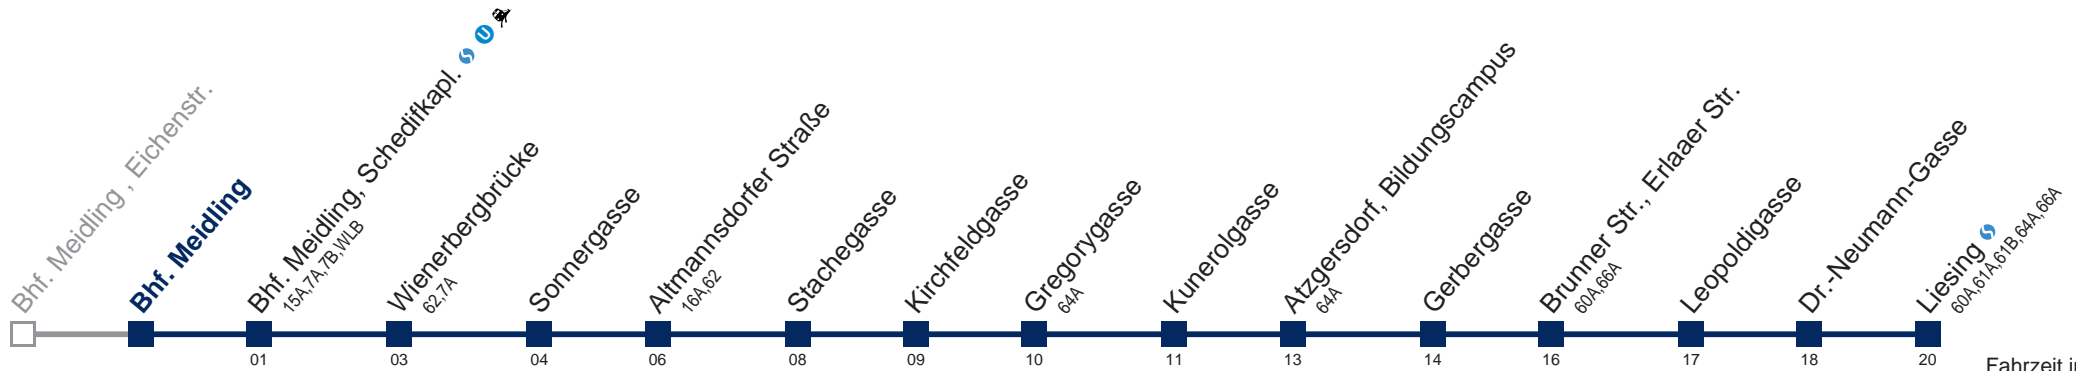 Bhf. Meidling , Eichenstr.
Bhf. Meidling
Bhf. Meidling, Schedifkapl. S U
15A,7A,7B,WLB
Wienerbergbrücke
62,7A
Sonnergasse
Altmannsdorfer Straße
16A,62
Stachegasse
Kirchfeldgasse
Gregorygasse
64A
Kunerolgasse
Atzgersdorf, Bildungscampus
64A
Gerbergasse
Brunner Str., Erlaaer Str.
60A,66A
Leopoldigasse
Dr.-Neumann-Gasse
Liesing S
60A,61A,61B,64A,66A
01 03 04 06 08 09 10 11 13 14 16 17 18 20
Fahrzeit